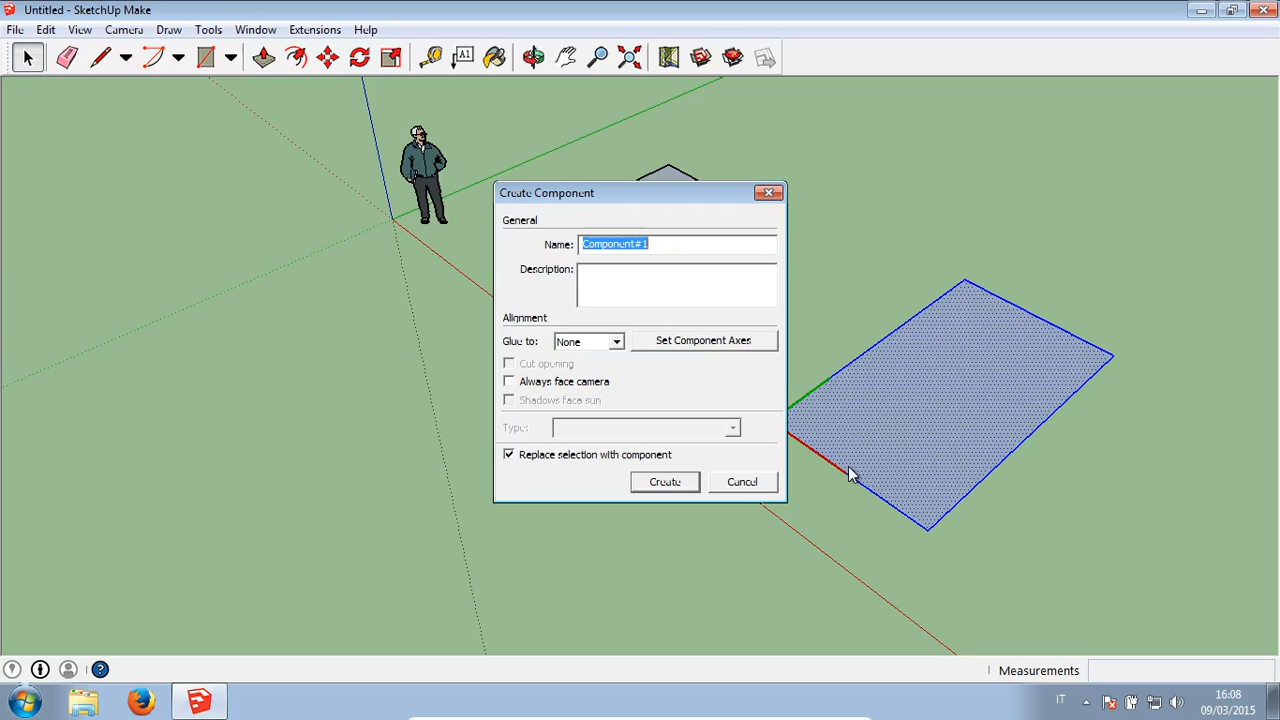 Untitled - SketchUp Make
File Edit View Camera Draw Tools Window Extensions Help
A1
Create Component
General
Name: Component#1
Description:
Alignment
Glue to: None Set Component Axes
Cut opening
Always face camera
Shadows face sun
Type:
Replace selection with component
Create Cancel
Measurements
IT 16:08
09/03/2015